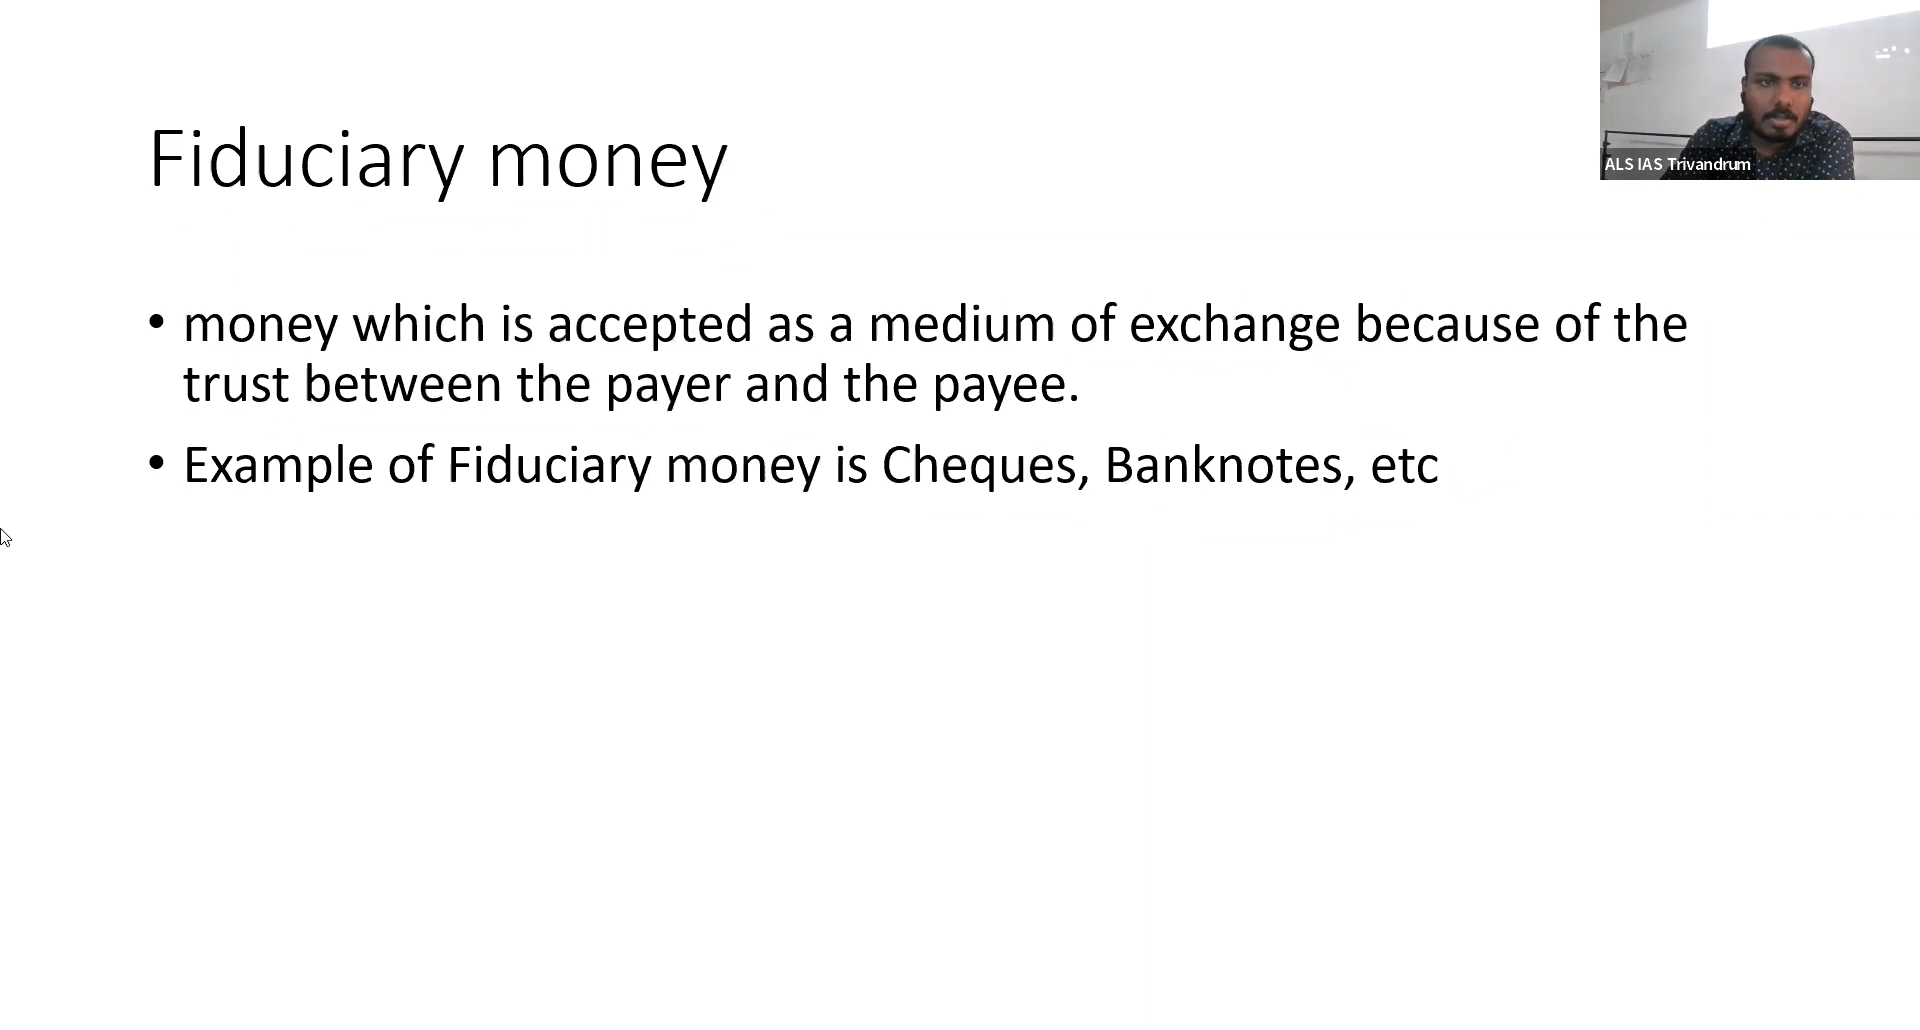 Fiduciary money
ALS IAS Trivandrum
• money which is accepted as a medium of exchange because of the
trust between the payer and the payee.
• Example of Fiduciary money is Cheques, Banknotes, etc